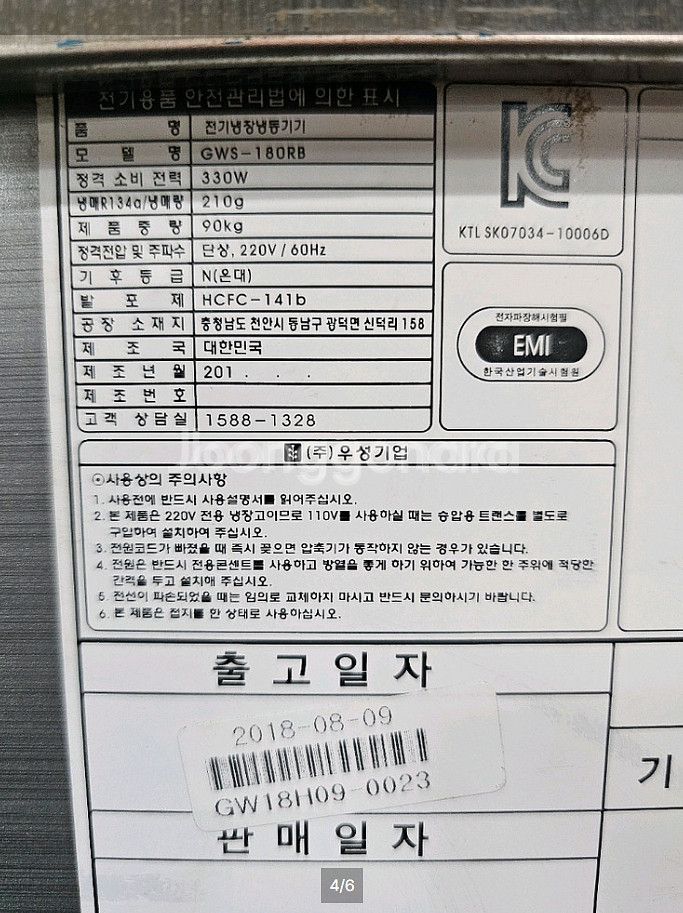 전기용품 안전관리법에 의한 표시
품 명 전기냉장냉동기기
모 델 명 GWS-180RB
정격 소비 전력 330W
냉매R134a/냉매량 210g
제 품 중 량 90kg
정격전압 및 주파수 단상, 220V / 60Hz
기 후 등 급 N(온대)
발 포 제 HCFC-141b
공 장 소 재 지 충청남도 천안시 동남구 광덕면 신덕리 158
제 조 국 대한민국
제 조 년 월 201 . . .
제 조 번 호
고객 상담실 1588-1328
KTL SK07034-10006D
전자파장해시험필
EMI
한국산업기술시험원
Joonggonara
(주)우성기업
⊙사용상의 주의사항
1. 사용전에 반드시 사용설명서를 읽어주십시오.
2. 본 제품은 220V 전용 냉장고이므로 110V를 사용하실 때는 승압용 트랜스를 별도로
구입하여 설치하여 주십시오.
3. 전원코드가 빠졌을 때 즉시 꽂으면 압축기가 동작하지 않는 경우가 있습니다.
4. 전원은 반드시 전용콘센트를 사용하고 방열을 좋게 하기 위하여 가능한 한 주위에 적당한
간격을 두고 설치해 주십시오.
5. 전선이 파손되었을 때는 임의로 교체하지 마시고 반드시 문의하시기 바랍니다.
6. 본 제품은 접지를 한 상태로 사용하십시오.
출 고 일 자
2018-08-09
GW18H09-0023
기
판 매 일 자
4/6